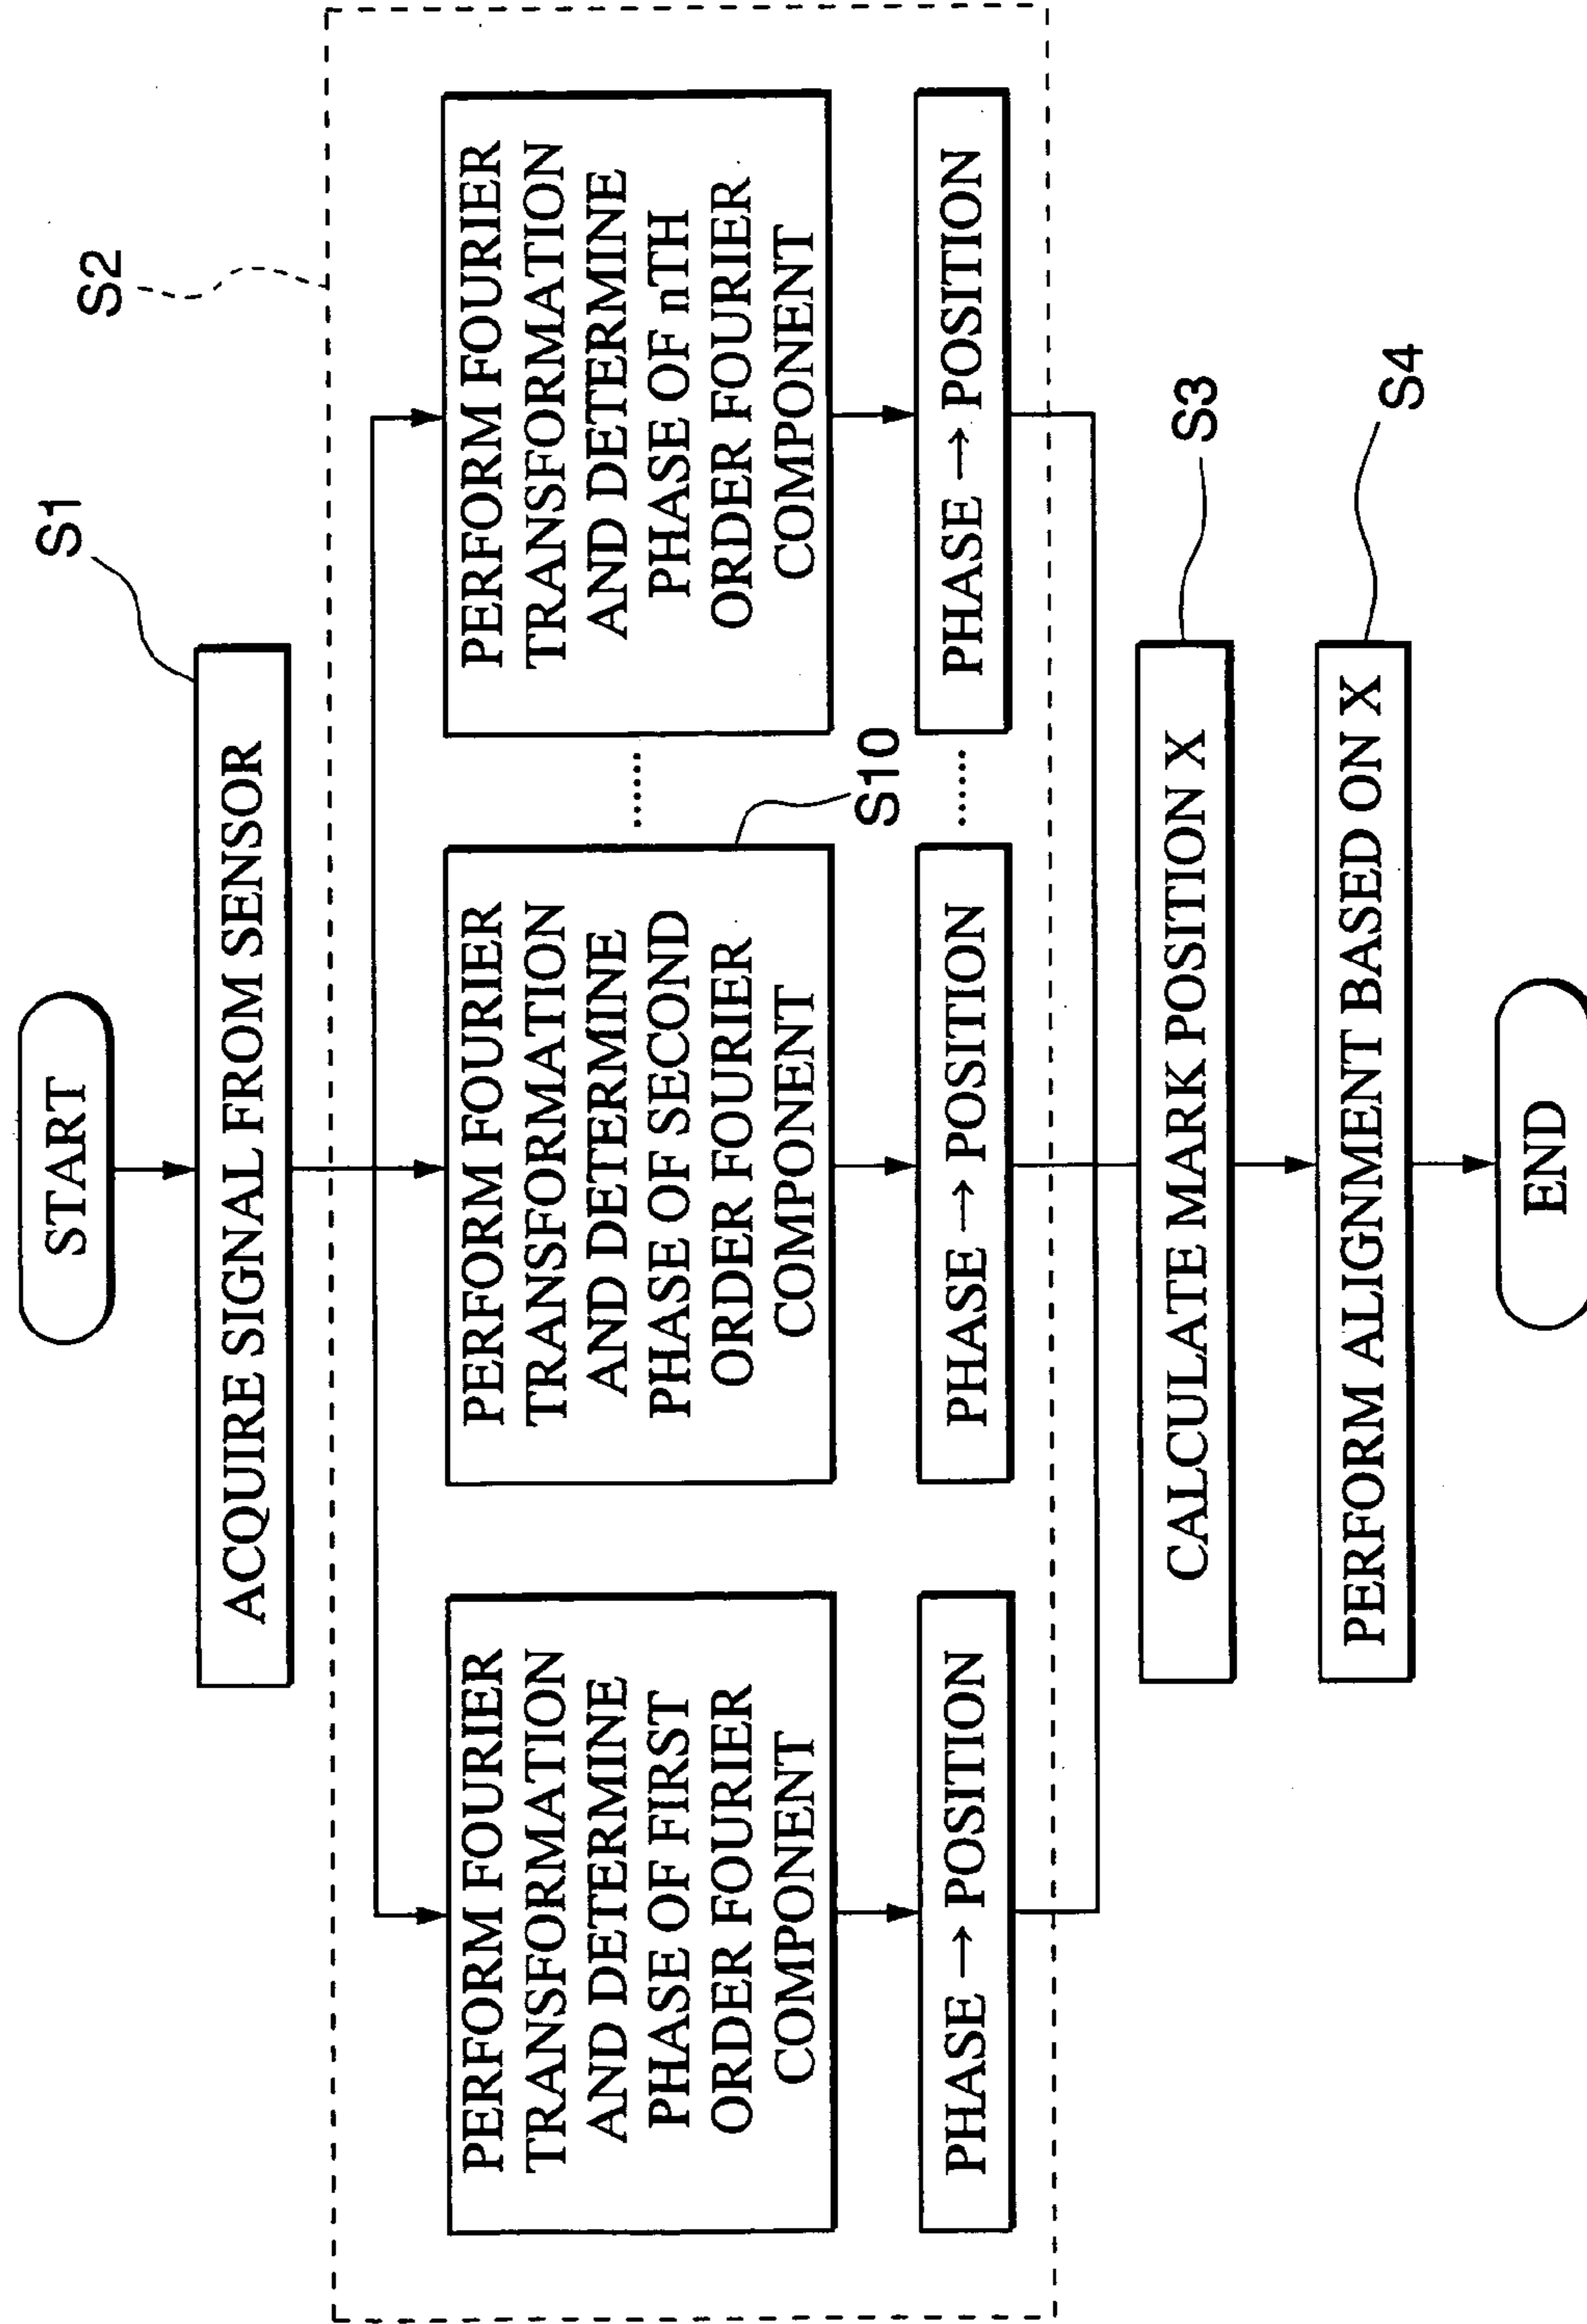 START
ACQUIRE SIGNAL FROM SENSOR
S1
S2
PERFORM FOURIER
TRANSFORMATION
AND DETERMINE
PHASE OF FIRST
ORDER FOURIER
COMPONENT
PERFORM FOURIER
TRANSFORMATION
AND DETERMINE
PHASE OF SECOND
ORDER FOURIER
COMPONENT
S10
......
PERFORM FOURIER
TRANSFORMATION
AND DETERMINE
PHASE OF nTH
ORDER FOURIER
COMPONENT
PHASE → POSITION
PHASE → POSITION
......
PHASE → POSITION
CALCULATE MARK POSITION X
S3
PERFORM ALIGNMENT BASED ON X
S4
END